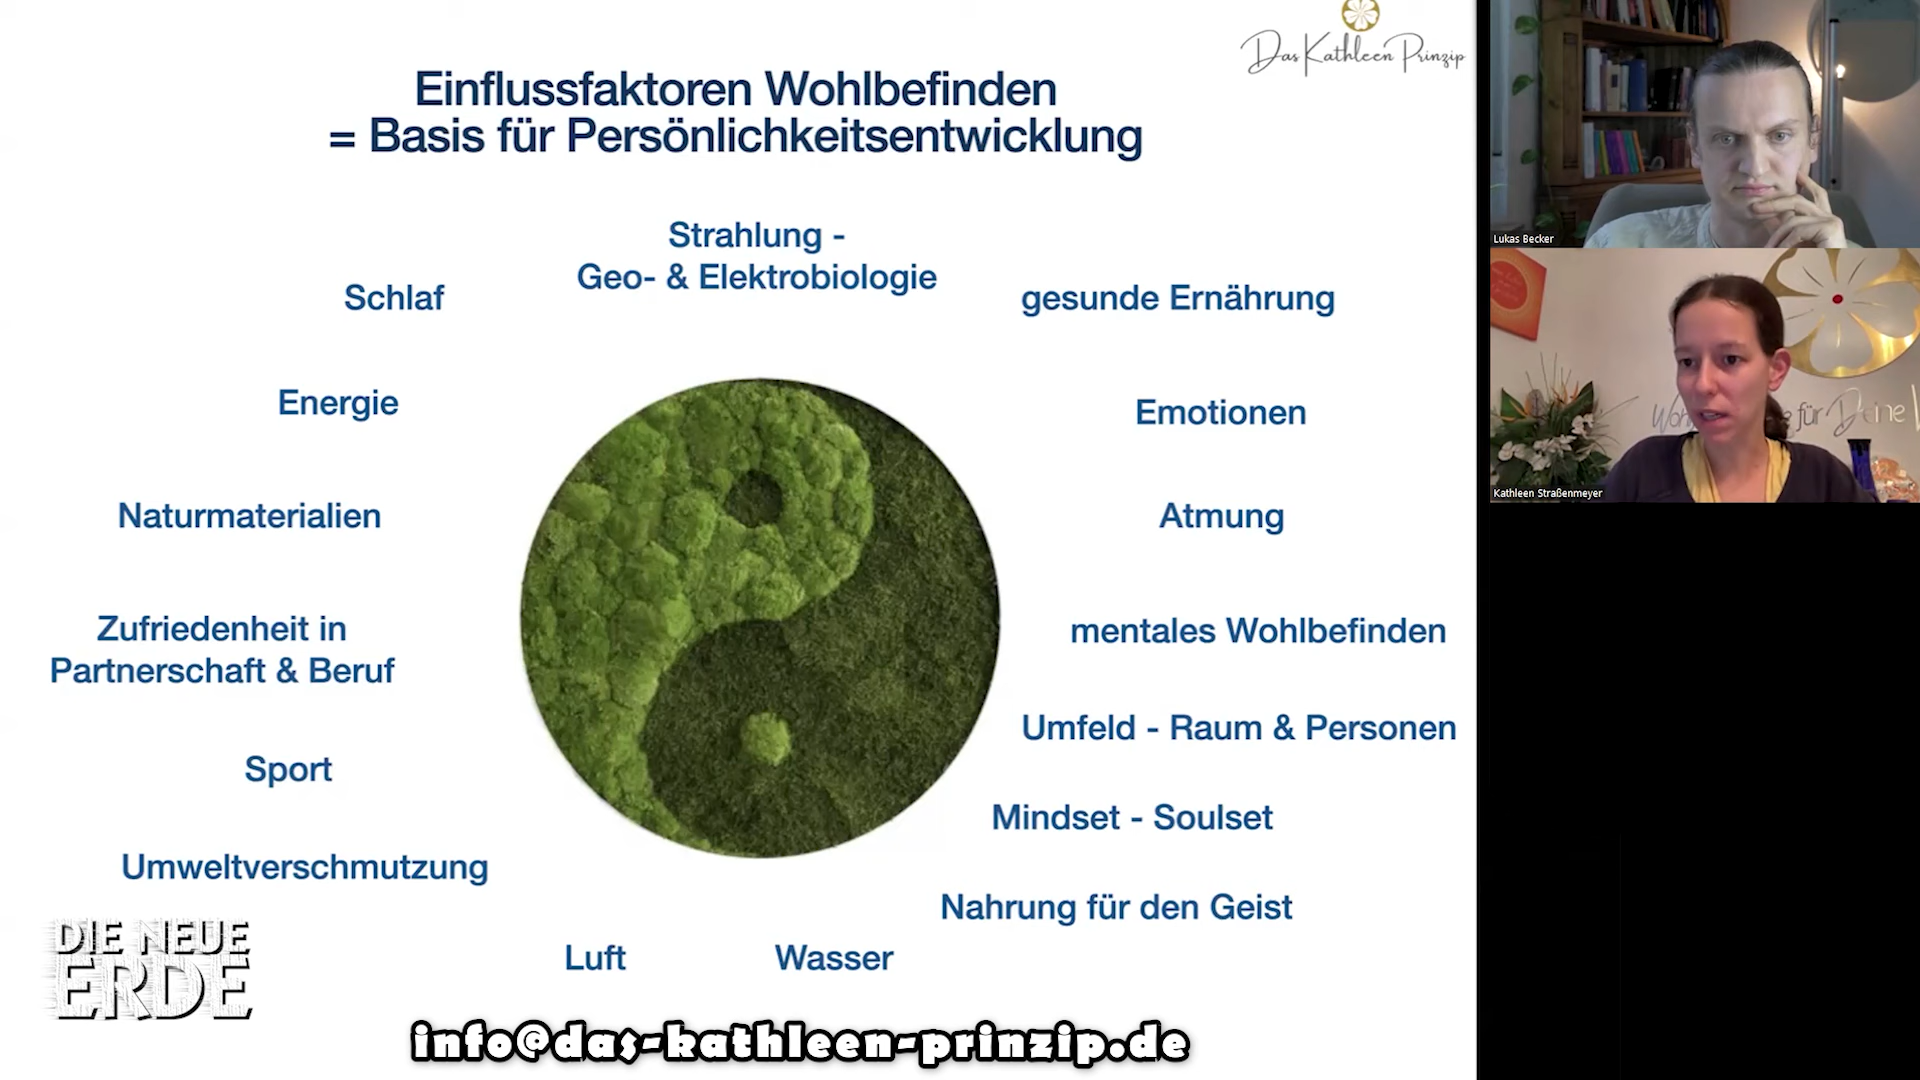 Das Kathleen Prinzip
Einflussfaktoren Wohlbefinden
= Basis für Persönlichkeitsentwicklung
Strahlung -
Geo- & Elektrobiologie
Schlaf
gesunde Ernährung
Energie
Emotionen
Naturmaterialien
Atmung
Zufriedenheit in
Partnerschaft & Beruf
mentales Wohlbefinden
Umfeld - Raum & Personen
Sport
Mindset - Soulset
Umweltverschmutzung
Nahrung für den Geist
Luft
Wasser
DIE NEUE
ERDE
info@das-kathleen-prinzip.de
Lukas Becker
für Deine
Kathleen Straßenmeyer